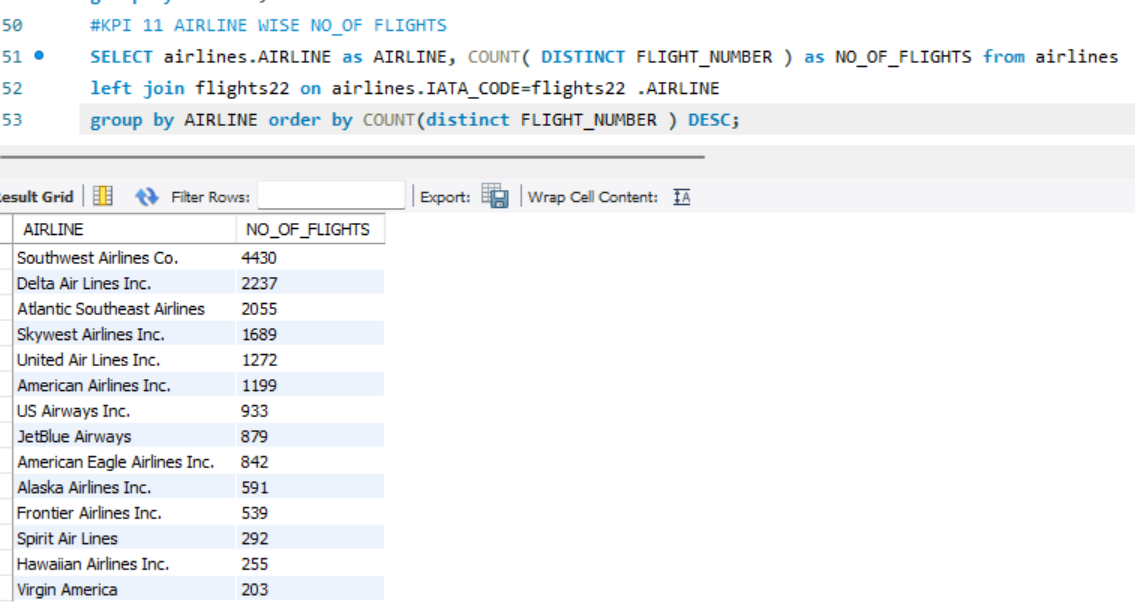 50 #KPI 11 AIRLINE WISE NO_OF FLIGHTS
51 SELECT airlines.AIRLINE as AIRLINE, COUNT( DISTINCT FLIGHT_NUMBER ) as NO_OF_FLIGHTS from airlines
52 left join flights22 on airlines.IATA_CODE=flights22 .AIRLINE
53 group by AIRLINE order by COUNT(distinct FLIGHT_NUMBER ) DESC;
Result Grid Filter Rows: Export: Wrap Cell Content: IA
AIRLINE NO_OF_FLIGHTS
Southwest Airlines Co. 4430
Delta Air Lines Inc. 2237
Atlantic Southeast Airlines 2055
Skywest Airlines Inc. 1689
United Air Lines Inc. 1272
American Airlines Inc. 1199
US Airways Inc. 933
JetBlue Airways 879
American Eagle Airlines Inc. 842
Alaska Airlines Inc. 591
Frontier Airlines Inc. 539
Spirit Air Lines 292
Hawaiian Airlines Inc. 255
Virgin America 203